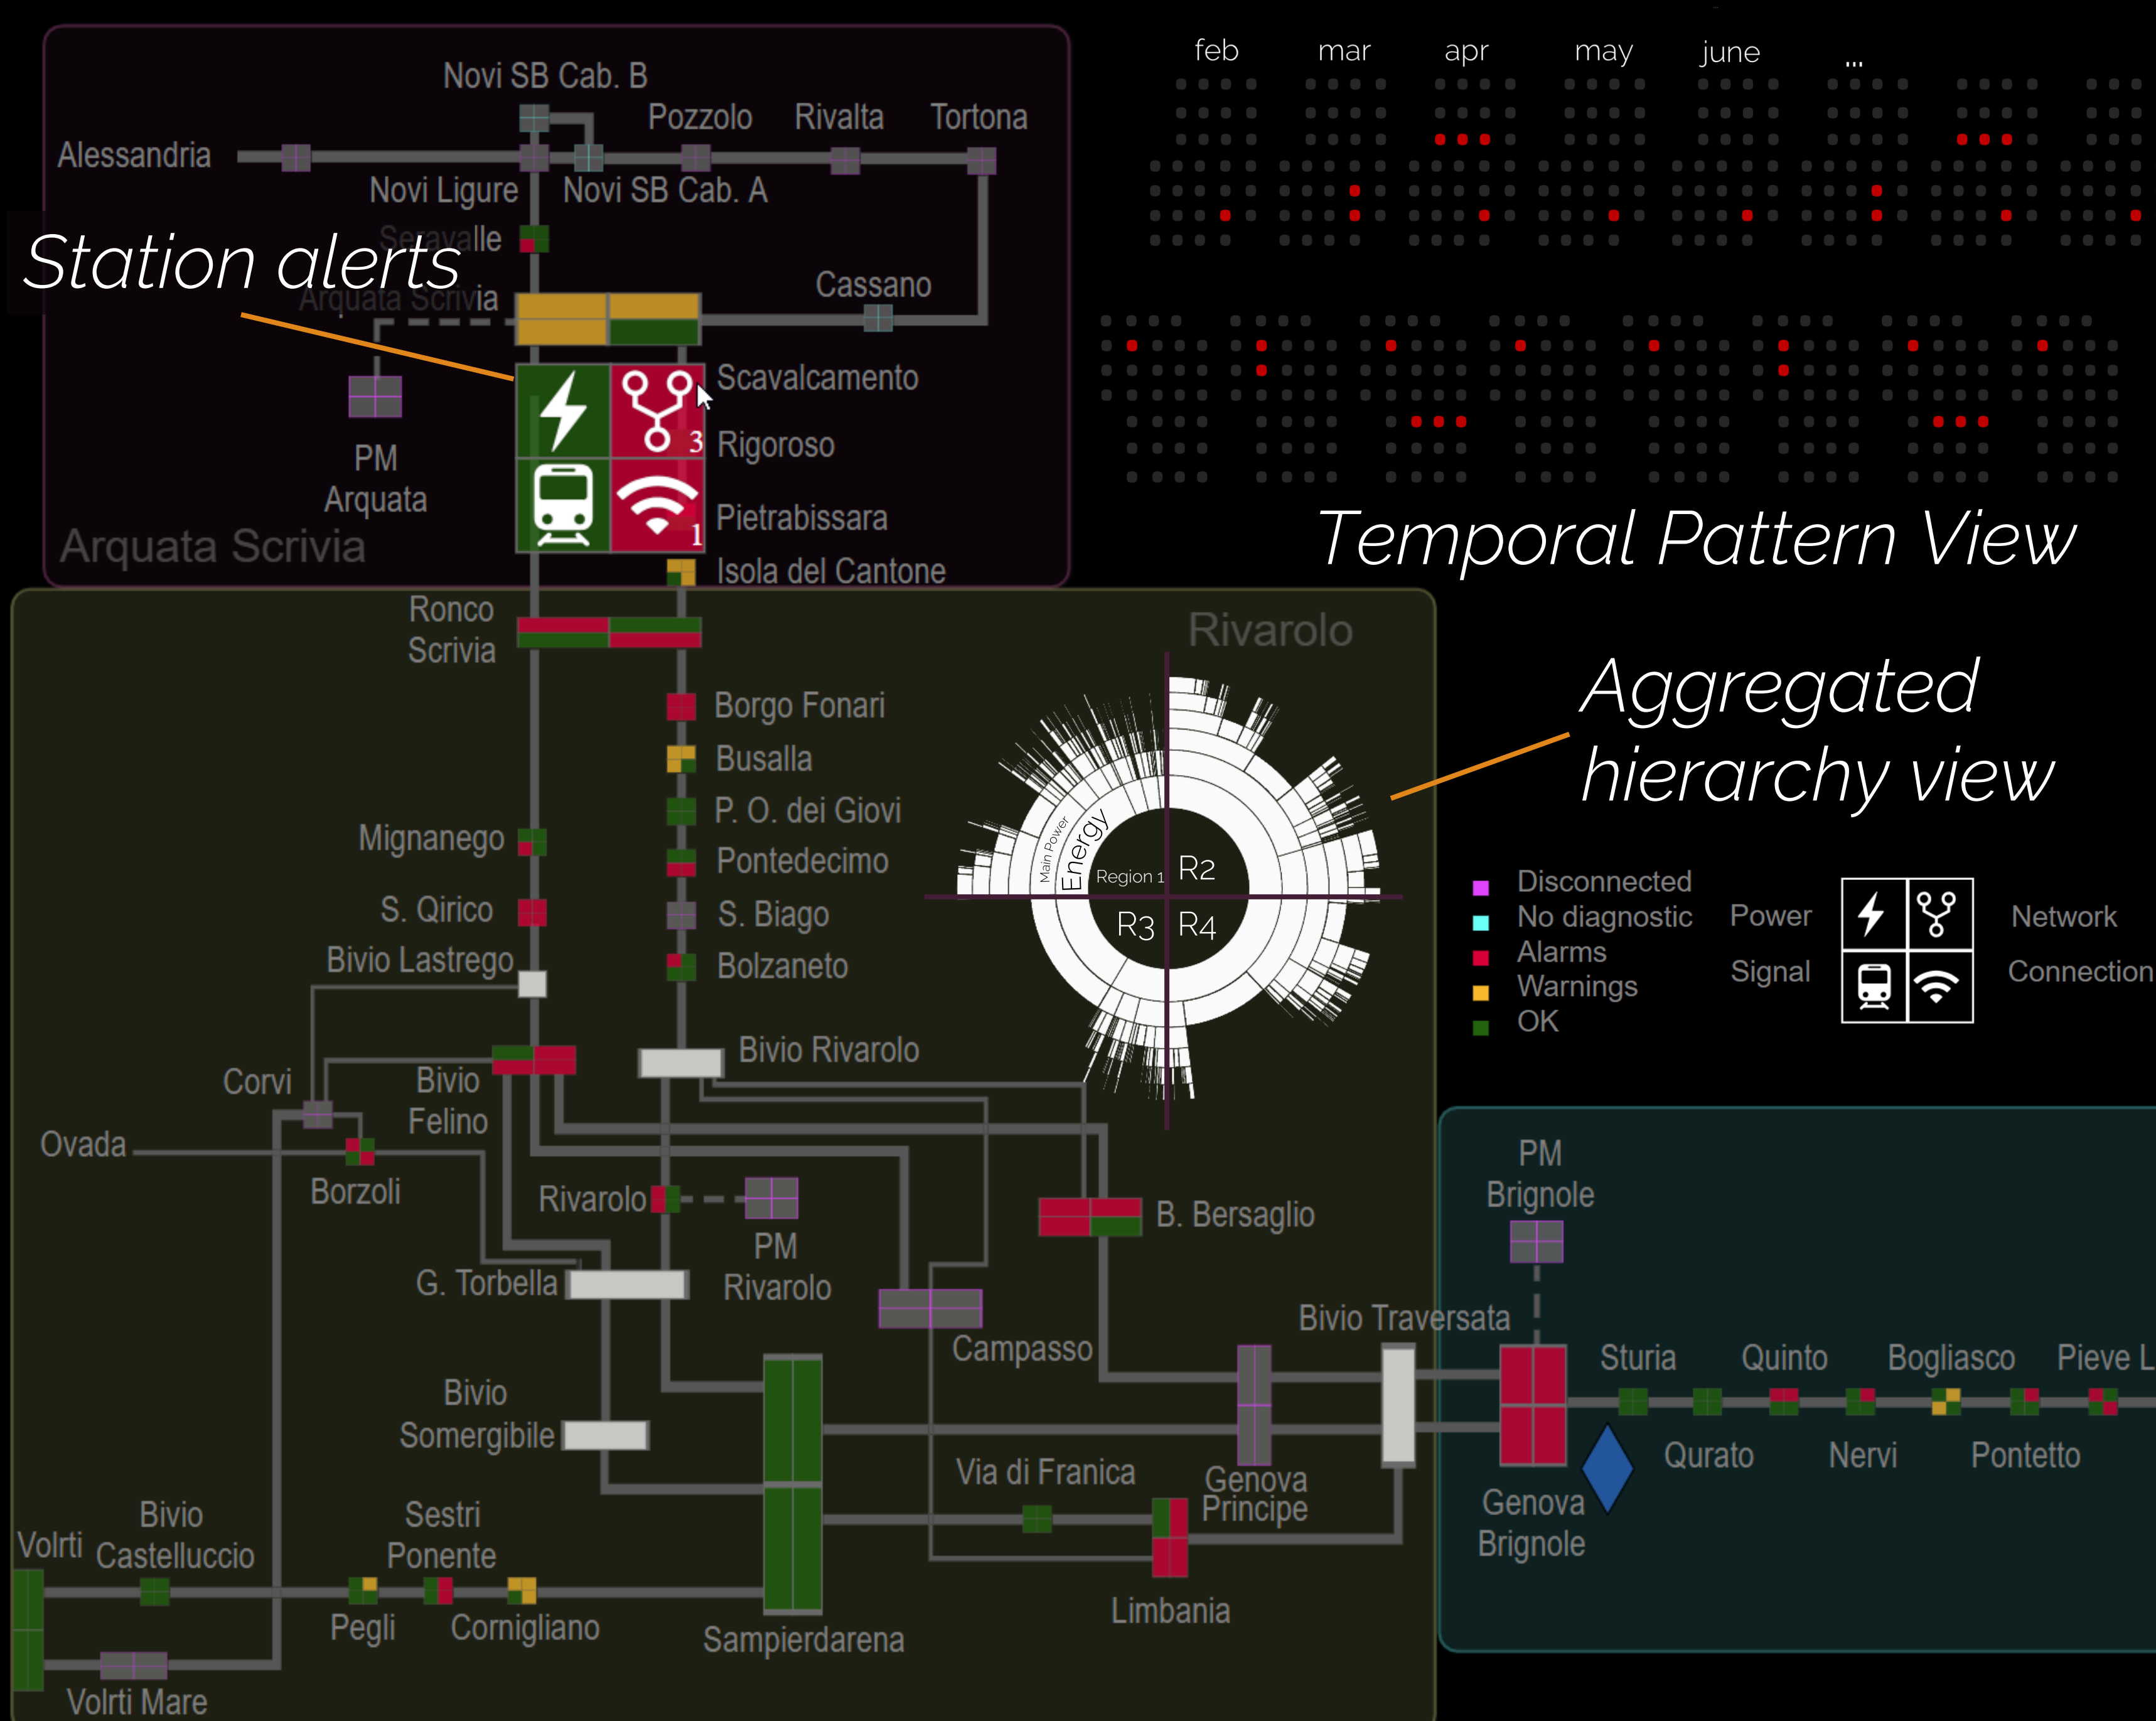 feb mar apr may june ...
Novi SB Cab. B
Pozzolo Rivalta Tortona
Alessandria
Novi Ligure Novi SB Cab. A
Seravalle
Station alerts
Arquata Scrivia
Cassano
Scavalcamento
3
Rigoroso
PM
Arquata
Pietrabissara
1
Arquata Scrivia
Isola del Cantone
Temporal Pattern View
Ronco
Scrivia
Rivarolo
Aggregated
hierarchy view
Borgo Fonari
Busalla
P. O. dei Giovi
Mignanego
Pontedecimo
S. Qirico
S. Biago
Bivio Lastrego
Bolzaneto
Main Power
Energy
Region 1
R2
R3
R4
Disconnected
No diagnostic
Alarms
Warnings
OK
Power
Network
Signal
Connection
Bivio Rivarolo
Corvi
Bivio
Felino
Ovada
Borzoli
Rivarolo
PM
Rivarolo
B. Bersaglio
PM
Brignole
G. Torbella
Campasso
Bivio Traversata
Sturia Quinto Bogliasco Pieve L
Bivio
Somergibile
Qurato Nervi Pontetto
Via di Franica
Genova
Principe
Genova
Brignole
Volrti
Bivio
Castelluccio
Sestri
Ponente
Pegli
Cornigliano
Sampierdarena
Limbania
Volrti Mare